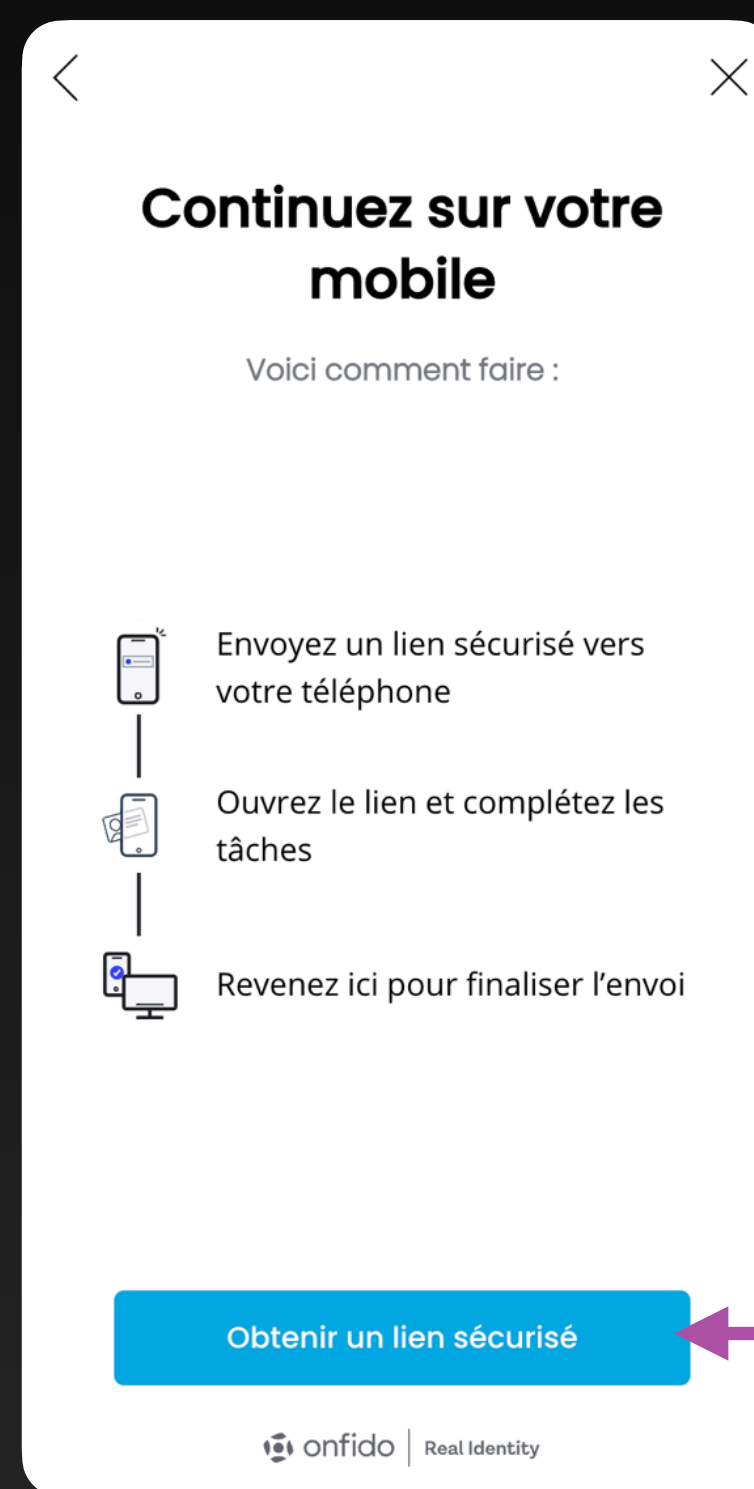 Continuez sur votre
mobile
Voici comment faire :
Envoyez un lien sécurisé vers
votre téléphone
Ouvrez le lien et complétez les
tâches
Revenez ici pour finaliser l’envoi
Obtenir un lien sécurisé
onfido | Real Identity